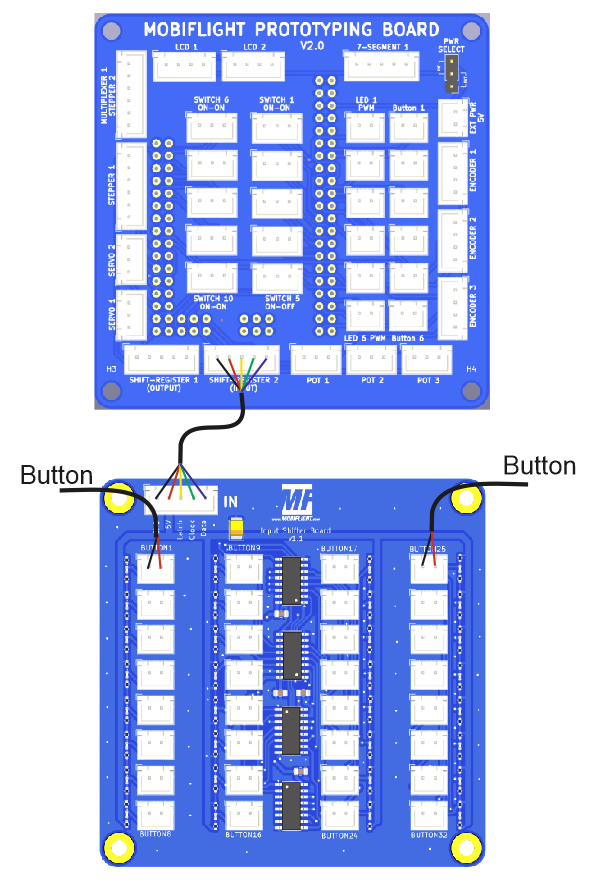 MOBIFLIGHT PROTOTYPING BOARD
V2.0
LCD 1
LCD 2
7-SEGMENT 1
PWR
SELECT
MULTIPLEXER 1
STEPPER 2
SWITCH 6
ON-ON
SWITCH 1
ON-ON
LED 1
PWM
Button 1
EXT PWR
5V
STEPPER 1
ENCODER 1
SERVO 2
ENCODER 2
SERVO 1
ENCODER 3
SWITCH 10
ON-ON
SWITCH 5
ON-OFF
LED 6 PWM
Button 6
H3
SHIFT-REGISTER 1
(OUTPUT)
SHIFT-REGISTER 2
POT 1
POT 2
POT 3
H4
Button
Button
IN
MF
WWW.MOBIFLIGHT.COM
5V
Latch
Clock
Data
Input Shifter Board
v1.1
BUTTON1
BUTTON9
BUTTON17
BUTTON25
BUTTON8
BUTTON16
BUTTON24
BUTTON32